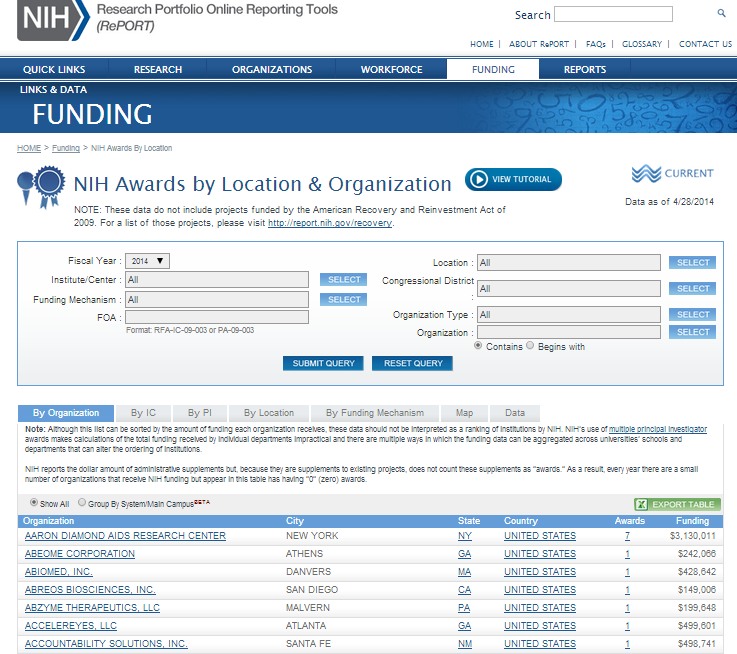 NIH
Research Portfolio Online Reporting Tools
(RePORT)
Search
HOME | ABOUT RePORT | FAQs | GLOSSARY | CONTACT US
QUICK LINKS RESEARCH ORGANIZATIONS WORKFORCE FUNDING REPORTS
LINKS & DATA
FUNDING
HOME > Funding > NIH Awards By Location
NIH Awards by Location & Organization
VIEW TUTORIAL
CURRENT
Data as of 4/28/2014
NOTE: These data do not include projects funded by the American Recovery and Reinvestment Act of
2009. For a list of those projects, please visit http://report.nih.gov/recovery.
Fiscal Year : 2014 ▼
Location : All SELECT
Institute/Center : All SELECT
Congressional District : All SELECT
Funding Mechanism : All SELECT
FOA :
Format: RFA-IC-09-003 or PA-09-003
Organization Type : All SELECT
Organization : SELECT
Contains Begins with
SUBMIT QUERY RESET QUERY
By Organization By IC By PI By Location By Funding Mechanism Map Data
Note: Although this list can be sorted by the amount of funding each organization receives, these data should not be interpreted as a ranking of institutions by NIH. NIH's use of multiple principal investigator
awards makes calculations of the total funding received by individual departments impractical and there are multiple ways in which the funding data can be aggregated across universities' schools and
departments that can alter the ordering of institutions.
NIH reports the dollar amount of administrative supplements but, because they are supplements to existing projects, does not count these supplements as "awards." As a result, every year there are a small
number of organizations that receive NIH funding but appear in this table has having "0" (zero) awards.
Show All Group By System/Main Campus BETA
EXPORT TABLE
Organization City State Country Awards Funding
AARON DIAMOND AIDS RESEARCH CENTER NEW YORK NY UNITED STATES 7 $3,130,011
ABEOME CORPORATION ATHENS GA UNITED STATES 1 $242,066
ABIOMED, INC. DANVERS MA UNITED STATES 1 $428,642
ABREOS BIOSCIENCES, INC. SAN DIEGO CA UNITED STATES 1 $149,006
ABZYME THERAPEUTICS, LLC MALVERN PA UNITED STATES 1 $199,648
ACCELEREYES, LLC ATLANTA GA UNITED STATES 1 $499,601
ACCOUNTABILITY SOLUTIONS, INC. SANTA FE NM UNITED STATES 1 $498,741